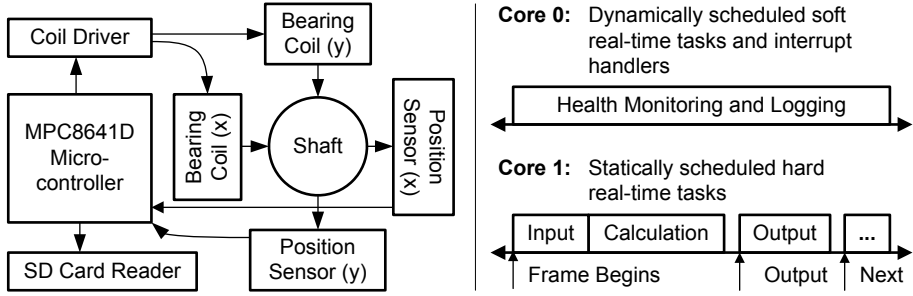 Coil Driver
Bearing
Coil (y)
MPC8641D
Micro-
controller
Bearing
Coil (x)
Shaft
Position
Sensor (x)
SD Card Reader
Position
Sensor (y)
Core 0: Dynamically scheduled soft
real-time tasks and interrupt
handlers
Health Monitoring and Logging
Core 1: Statically scheduled hard
real-time tasks
Input Calculation Output ...
Frame Begins Output Next